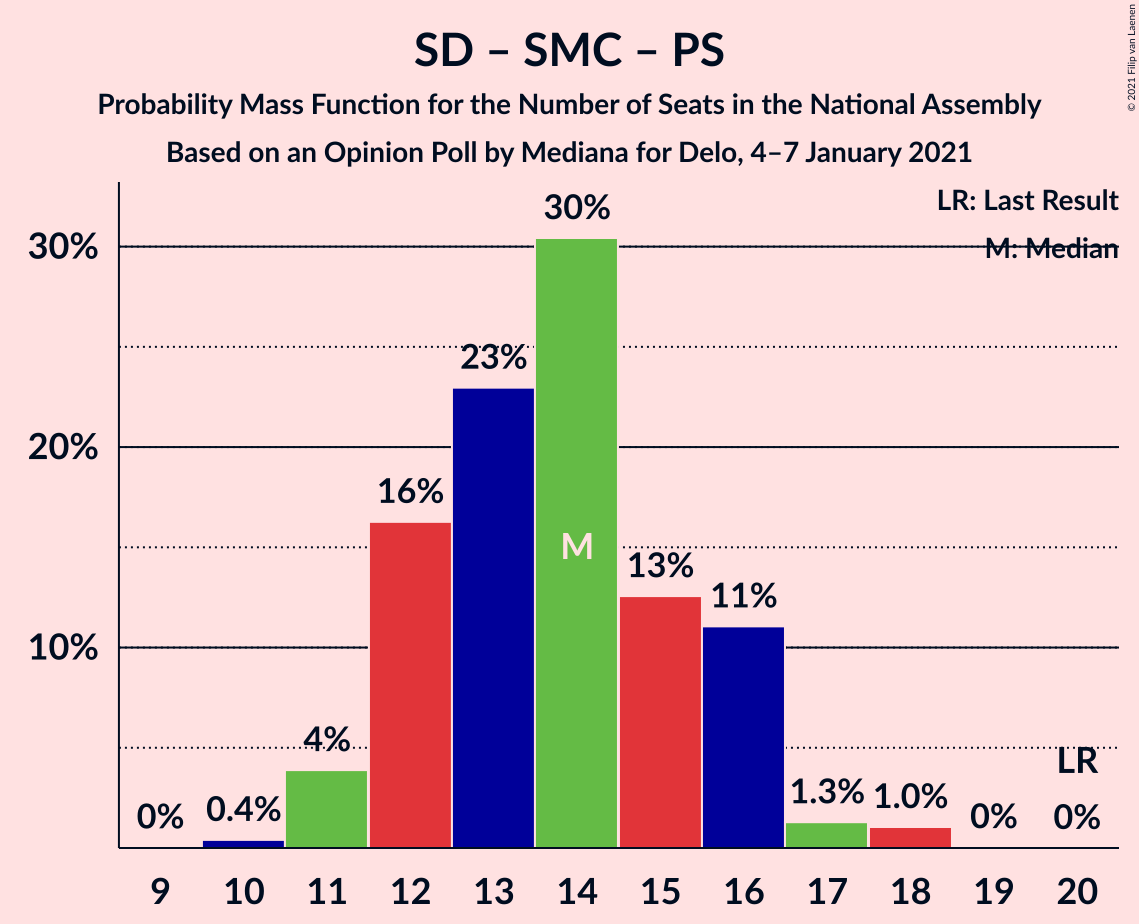 SD – SMC – PS
Probability Mass Function for the Number of Seats in the National Assembly
Based on an Opinion Poll by Mediana for Delo, 4–7 January 2021
© 2021 Filip van Laenen
LR: Last Result
M: Median
30%
20%
10%
0%
0.4%
4%
16%
23%
30%
M
13%
11%
1.3%
1.0%
0%
LR
0%
9 10 11 12 13 14 15 16 17 18 19 20